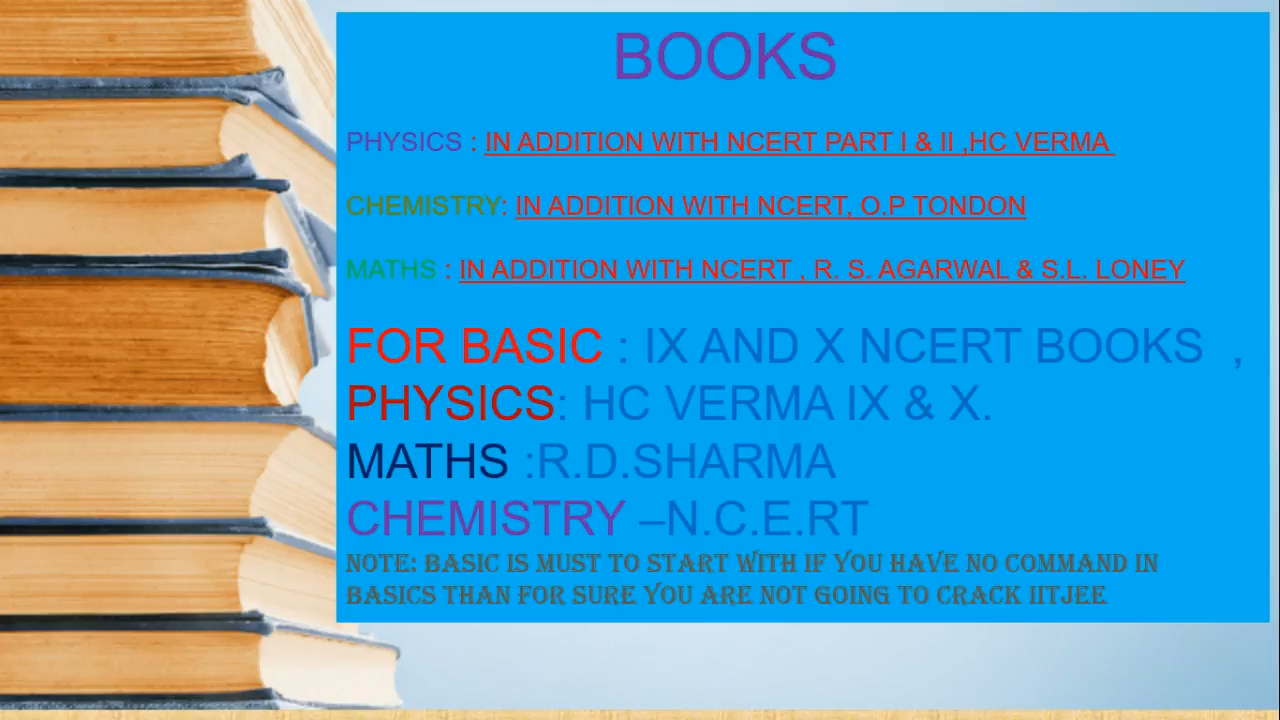 BOOKS
PHYSICS : IN ADDITION WITH NCERT PART I & II ,HC VERMA
CHEMISTRY: IN ADDITION WITH NCERT, O.P TONDON
MATHS : IN ADDITION WITH NCERT , R. S. AGARWAL & S.L. LONEY
FOR BASIC : IX AND X NCERT BOOKS ,
PHYSICS: HC VERMA IX & X.
MATHS :R.D.SHARMA
CHEMISTRY –N.C.E.RT
NOTE: BASIC IS MUST TO START WITH IF YOU HAVE NO COMMAND IN
BASICS THAN FOR SURE YOU ARE NOT GOING TO CRACK IITJEE